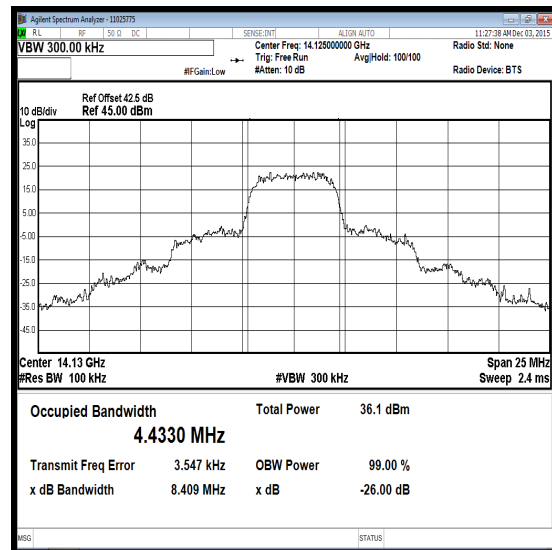 Agilent Spectrum Analyzer - 11025775
RL RF 50 Ω DC SENSE:INT ALIGN AUTO 11:27:38 AM Dec 03, 2015
VBW 300.00 kHz
Center Freq: 14.125000000 GHz
Radio Std: None
Trig: Free Run Avg|Hold: 100/100
#IFGain:Low #Atten: 10 dB Radio Device: BTS
Ref Offset 42.5 dB
10 dB/div Ref 45.00 dBm
Log
35.0
25.0
15.0
5.00
-5.00
-15.0
-25.0
-35.0
-45.0
Center 14.13 GHz Span 25 MHz
#Res BW 100 kHz #VBW 300 kHz Sweep 2.4 ms
Occupied Bandwidth Total Power 36.1 dBm
4.4330 MHz
Transmit Freq Error 3.547 kHz OBW Power 99.00 %
x dB Bandwidth 8.409 MHz x dB -26.00 dB
MSG STATUS